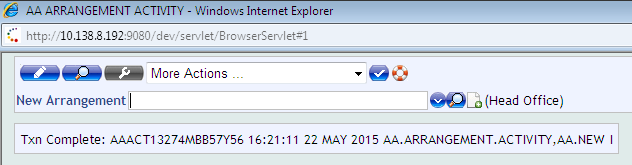 AA ARRANGEMENT ACTIVITY - Windows Internet Explorer
http://10.138.8.192:9080/dev/servlet/BrowserServlet#1
More Actions ...
New Arrangement (Head Office)
Txn Complete: AAACT13274MBB57Y56 16:21:11 22 MAY 2015 AA.ARRANGEMENT.ACTIVITY,AA.NEW